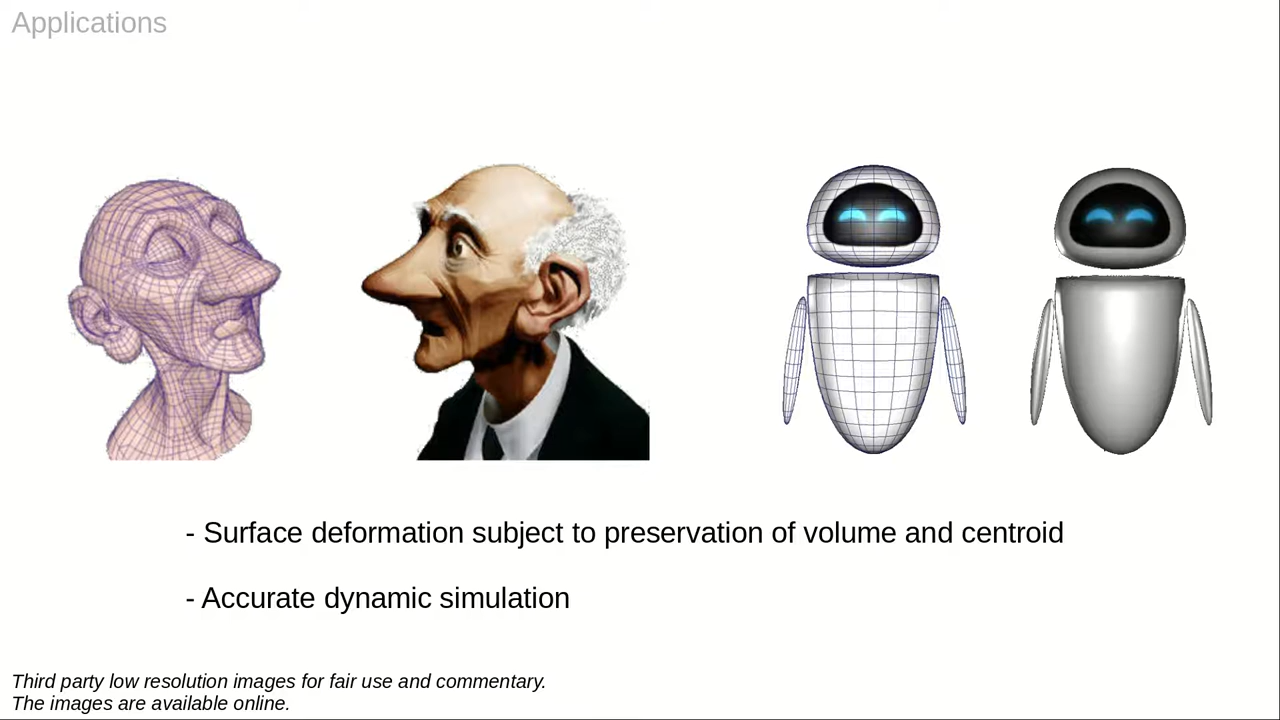 Applications
- Surface deformation subject to preservation of volume and centroid
- Accurate dynamic simulation
Third party low resolution images for fair use and commentary.
The images are available online.